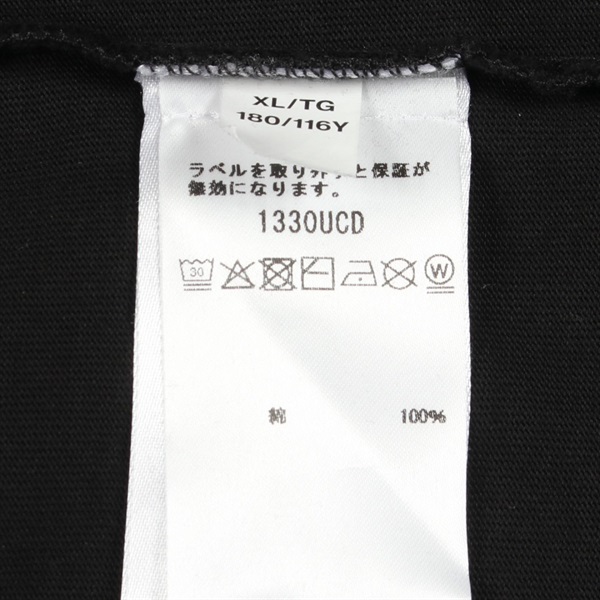 XL/TG
180/116Y
ラベルを取り外すと保証が
無効になります。
1330UCD
30 W
綿 100%